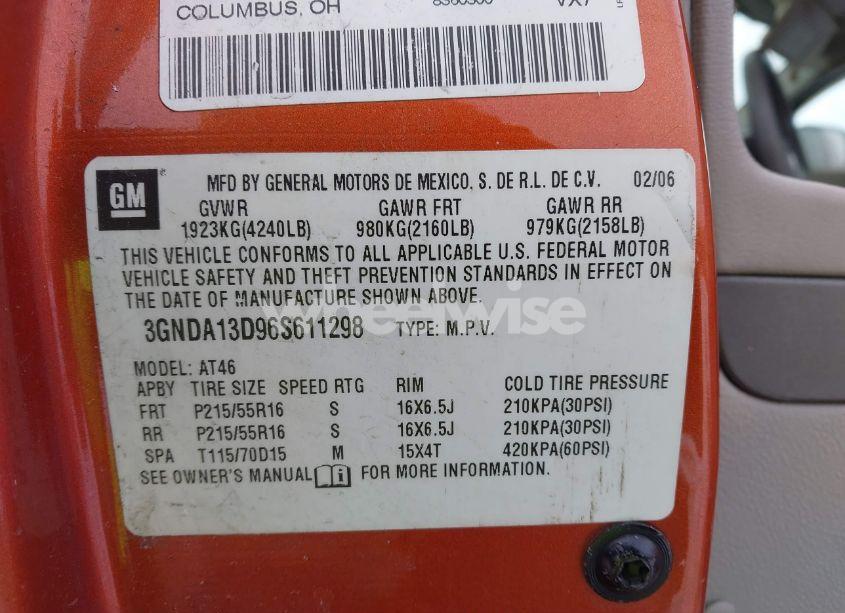 COLUMBUS, OH
GM
MFD BY GENERAL MOTORS DE MEXICO, S. DE R.L. DE C.V. 02/06
GVWR GAWR FRT GAWR RR
1923KG(4240LB) 980KG(2160LB) 979KG(2158LB)
THIS VEHICLE CONFORMS TO ALL APPLICABLE U.S. FEDERAL MOTOR
VEHICLE SAFETY AND THEFT PREVENTION STANDARDS IN EFFECT ON
THE DATE OF MANUFACTURE SHOWN ABOVE.
wheelwise
3GNDA13D96S611298 TYPE: M.P.V.
MODEL: AT46
APBY TIRE SIZE SPEED RTG RIM COLD TIRE PRESSURE
FRT P215/55R16 S 16X6.5J 210KPA(30PSI)
RR P215/55R16 S 16X6.5J 210KPA(30PSI)
SPA T115/70D15 M 15X4T 420KPA(60PSI)
SEE OWNER'S MANUAL FOR MORE INFORMATION.